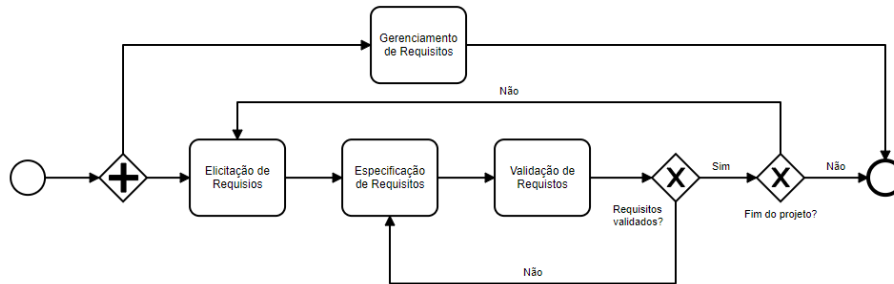 Gerenciamento
de Requisitos
Não
Elicitação de
Requisios
Especificação
de Requisitos
Validação de
Requistos
Sim
Não
Requisitos
validados?
Fim do projeto?
Não